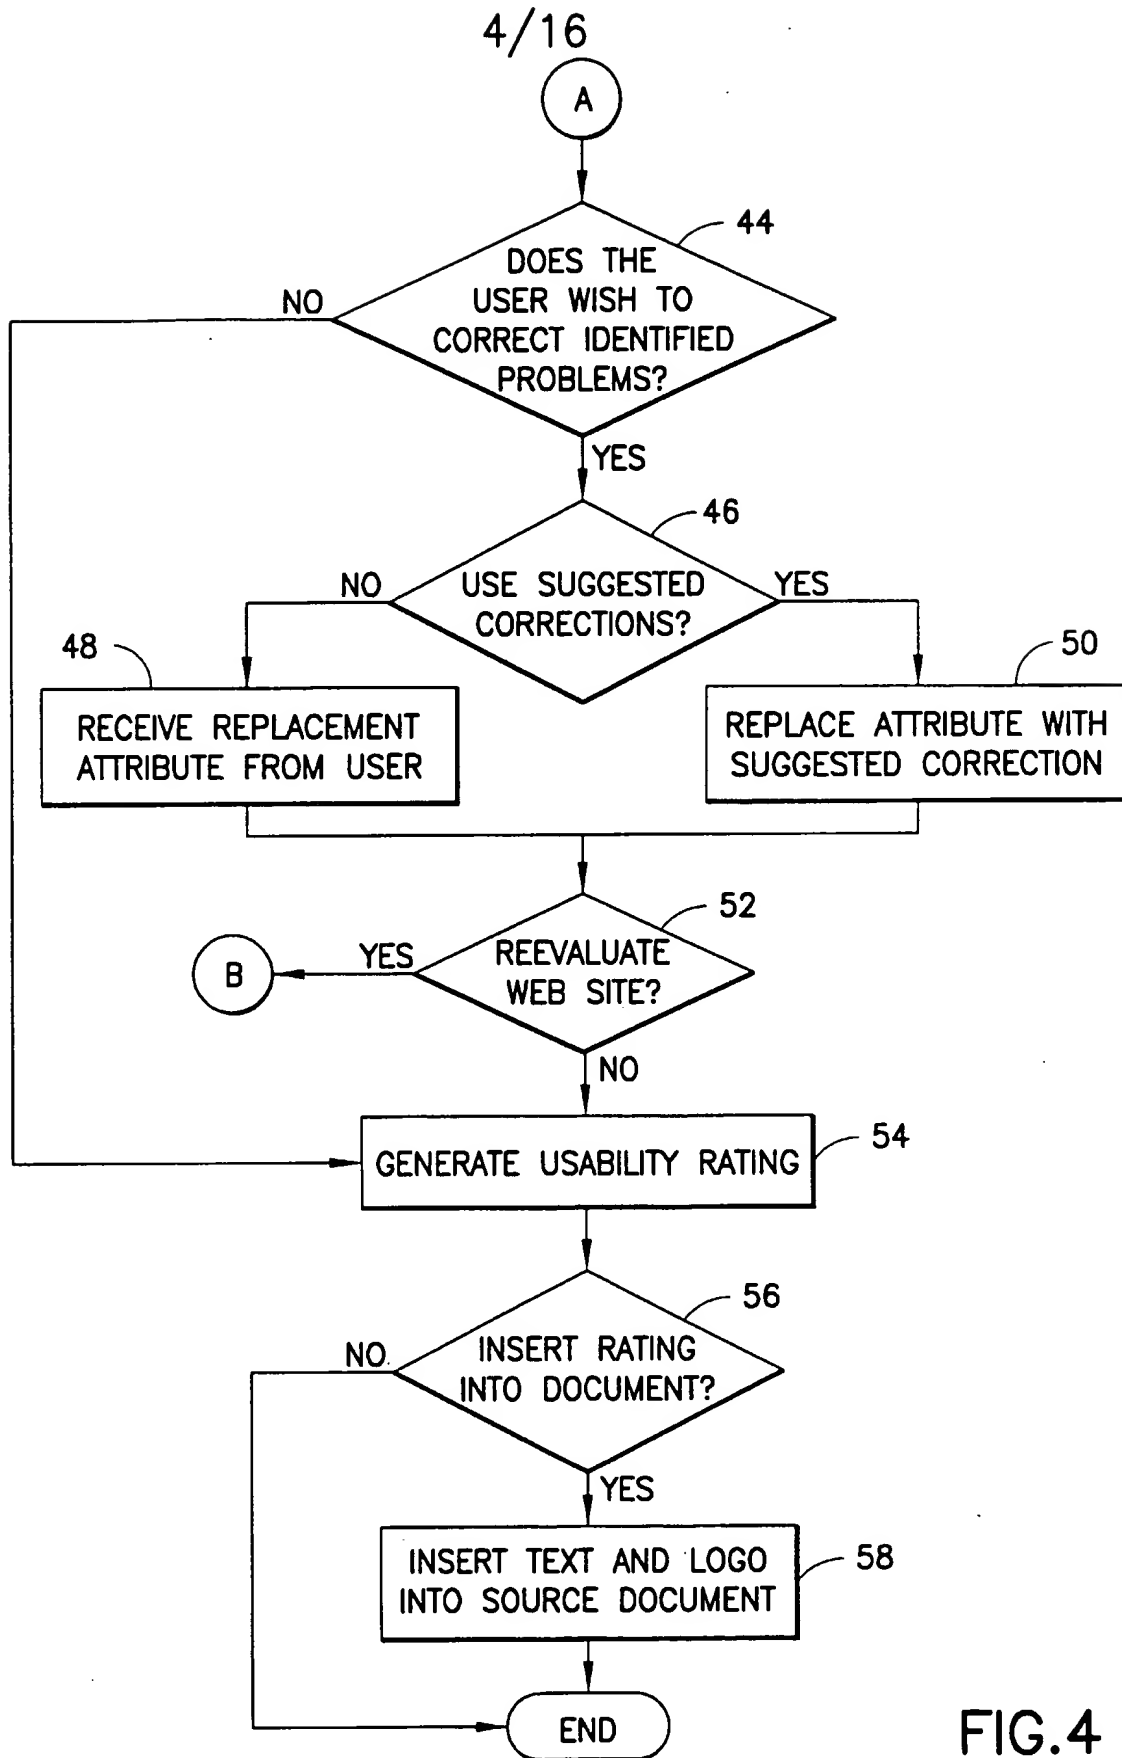 4/16
A
44
DOES THE
USER WISH TO
CORRECT IDENTIFIED
PROBLEMS?
NO
YES
46
USE SUGGESTED
CORRECTIONS?
NO
YES
48
RECEIVE REPLACEMENT
ATTRIBUTE FROM USER
50
REPLACE ATTRIBUTE WITH
SUGGESTED CORRECTION
52
REEVALUATE
WEB SITE?
YES
B
NO
GENERATE USABILITY RATING
54
56
INSERT RATING
INTO DOCUMENT?
NO
YES
INSERT TEXT AND LOGO
INTO SOURCE DOCUMENT
58
END
FIG.4